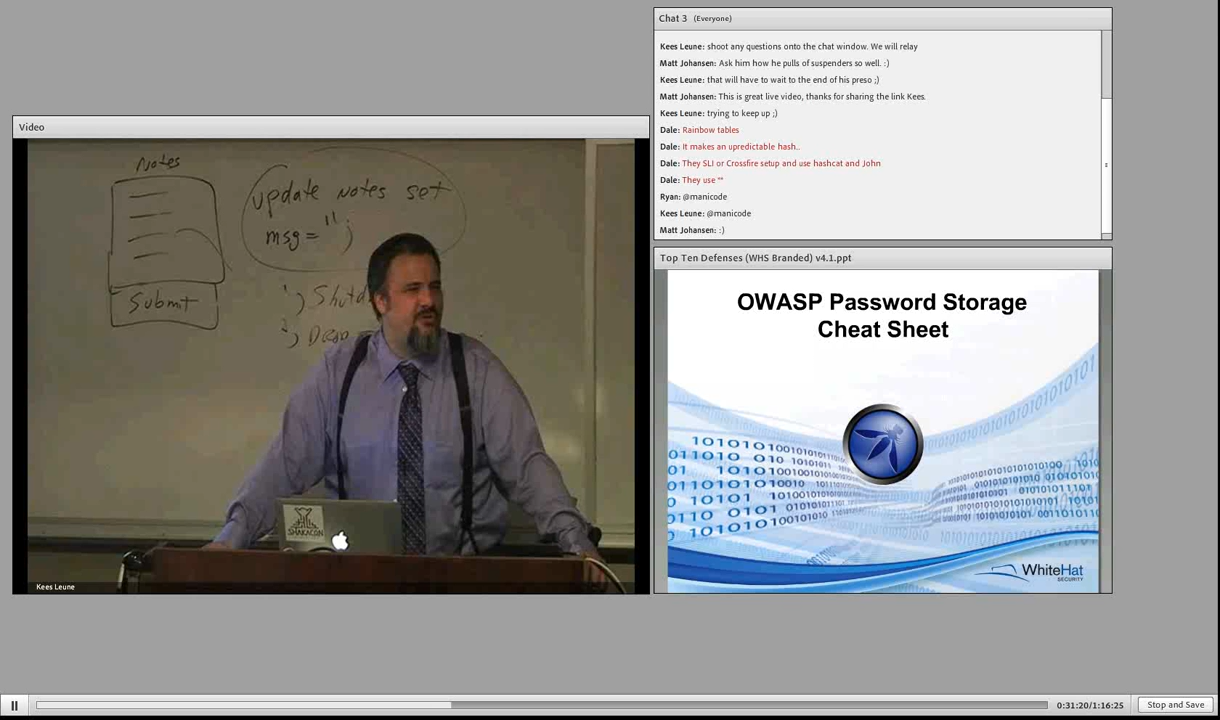 Chat 3 (Everyone)
Kees Leune: shoot any questions onto the chat window. We will relay
Matt Johansen: Ask him how he pulls of suspenders so well. :)
Kees Leune: that will have to wait to the end of his preso ;)
Matt Johansen: This is great live video, thanks for sharing the link Kees.
Kees Leune: trying to keep up ;)
Dale: Rainbow tables
Dale: It makes an upredictable hash..
Dale: They SLI or Crossfire setup and use hashcat and John
Dale: They use **
Ryan: @manicode
Kees Leune: @manicode
Matt Johansen: :)
Video
Notes
Submit
update notes set
msg='';
'; Shutd
SHAKACON
Kees Leune
Top Ten Defenses (WHS Branded) v4.1.ppt
OWASP Password Storage
Cheat Sheet
WhiteHat
SECURITY
0:31:20/1:16:25
Stop and Save